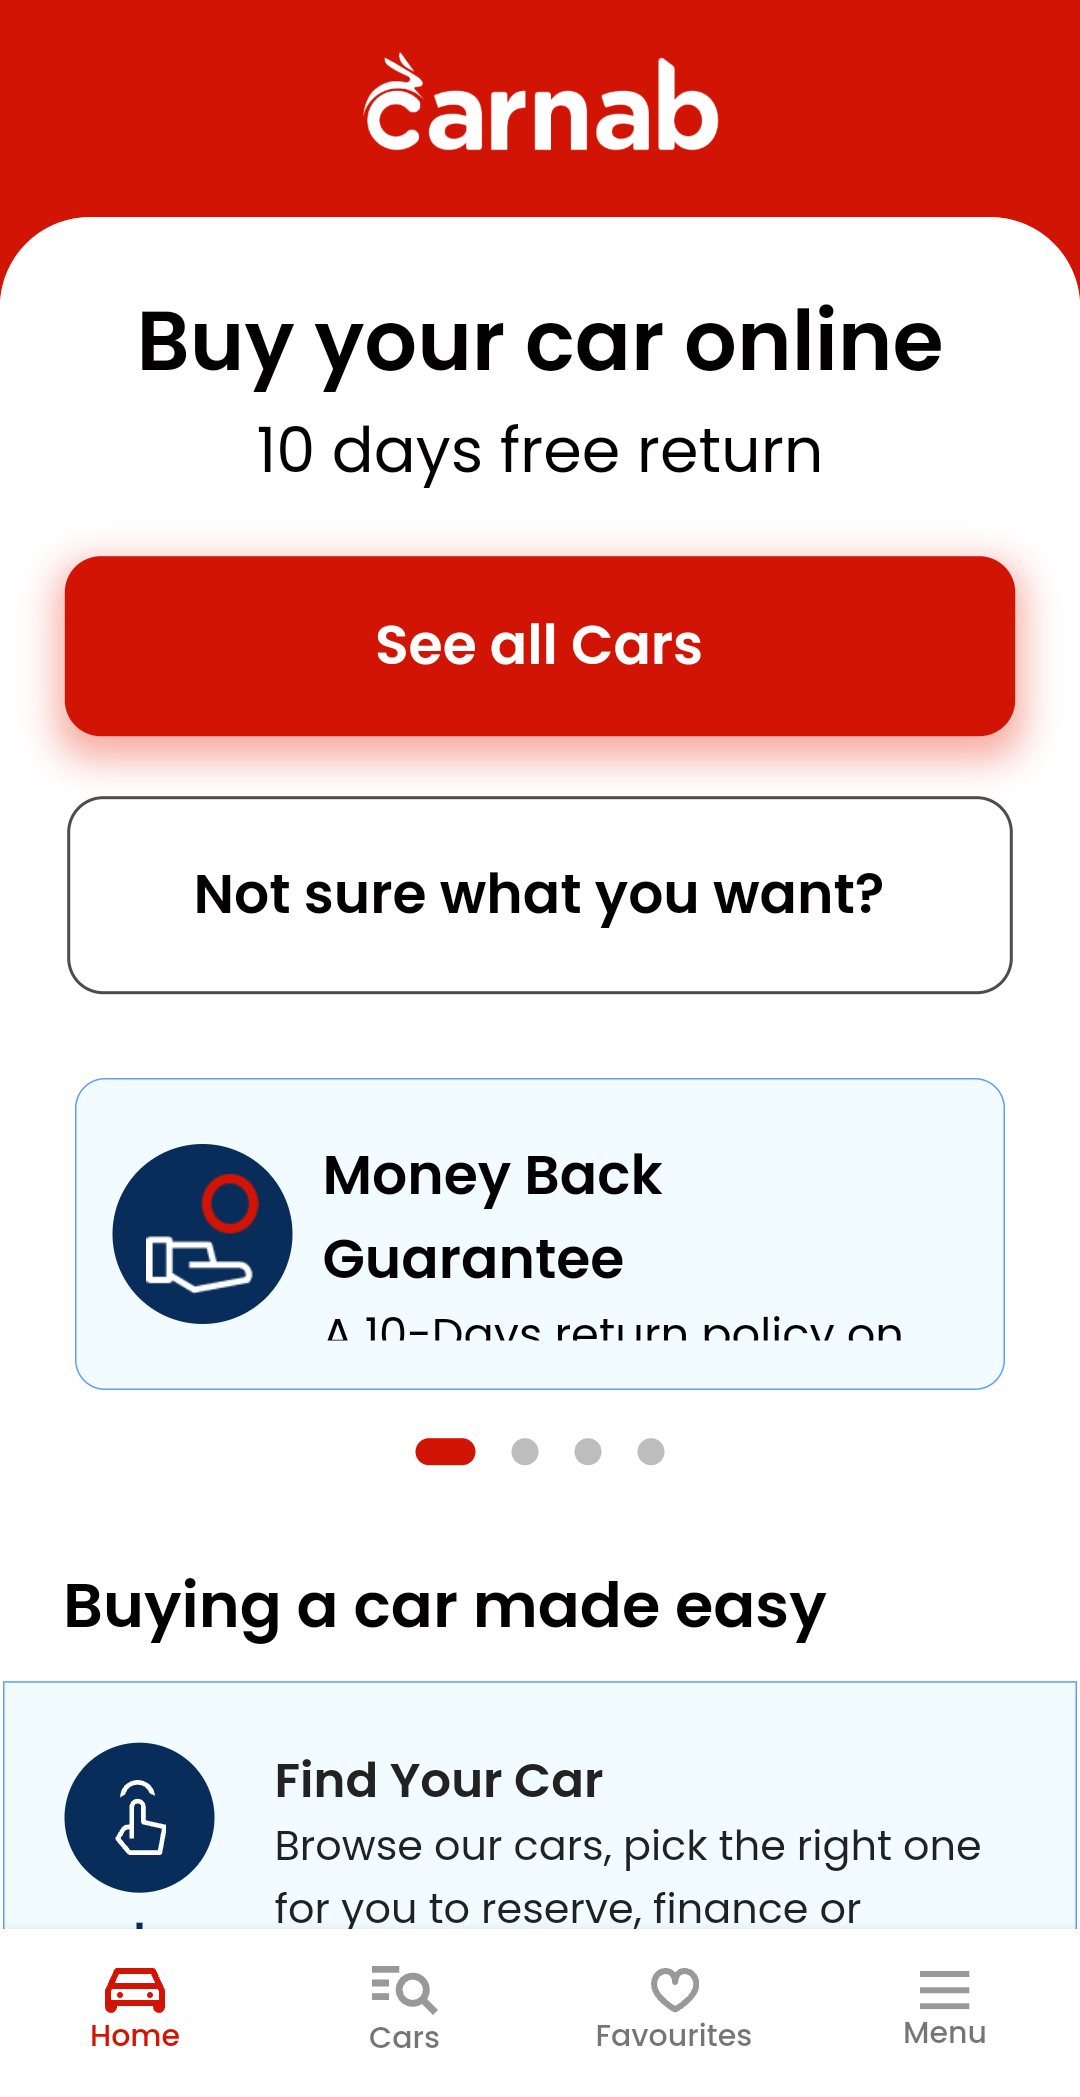 carnab
Buy your car online
10 days free return
See all Cars
Not sure what you want?
Money Back
Guarantee
A 10-Days return policy on
Buying a car made easy
Find Your Car
Browse our cars, pick the right one
for you to reserve, finance or
Home
Cars
Favourites
Menu